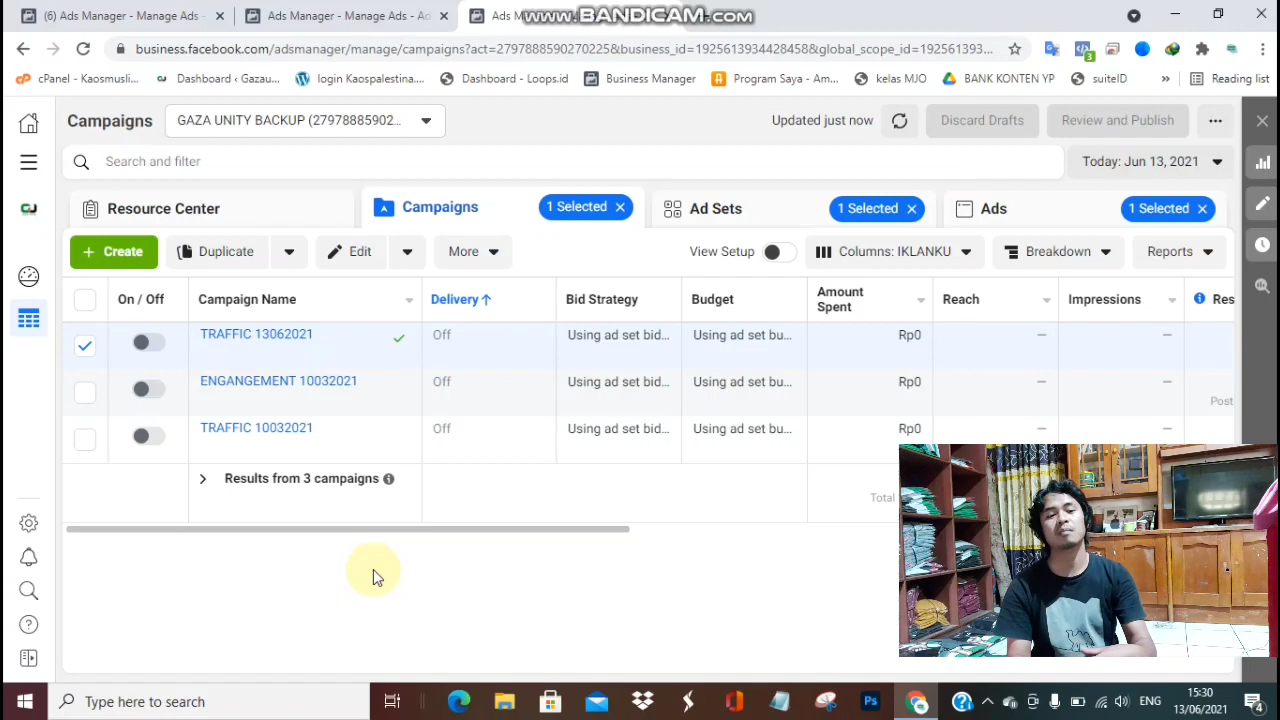 (6) Ads Manager - Manage Ads -
Ads Manager - Manage Ads - Ad
Ads Ma
www.BANDICAM.com
business.facebook.com/adsmanager/manage/campaigns?act=2797888590270225&business_id=1925613934428458&global_scope_id=192561393...
3
cPanel - Kaosmusli...
Dashboard ‹ Gazau...
login Kaospalestina...
Dashboard - Loops.id
Business Manager
Program Saya - Am...
kelas MJO
BANK KONTEN YP
suiteID
»
Reading list
Campaigns
GAZA UNITY BACKUP (27978885902...
Updated just now
Discard Drafts
Review and Publish
Search and filter
Today: Jun 13, 2021
Resource Center
Campaigns
1 Selected
Ad Sets
1 Selected
Ads
1 Selected
+ Create
Duplicate
Edit
More
View Setup
Columns: IKLANKU
Breakdown
Reports
On / Off
Campaign Name
Delivery ↑
Bid Strategy
Budget
Amount
Spent
Reach
Impressions
Res
TRAFFIC 13062021
Off
Using ad set bid...
Using ad set bu...
Rp0
—
—
ENGANGEMENT 10032021
Off
Using ad set bid...
Using ad set bu...
Rp0
—
—
Post
TRAFFIC 10032021
Off
Using ad set bid...
Using ad set bu...
Rp0
—
—
Results from 3 campaigns
Total
Type here to search
Ps
ENG
15:30
13/06/2021
4